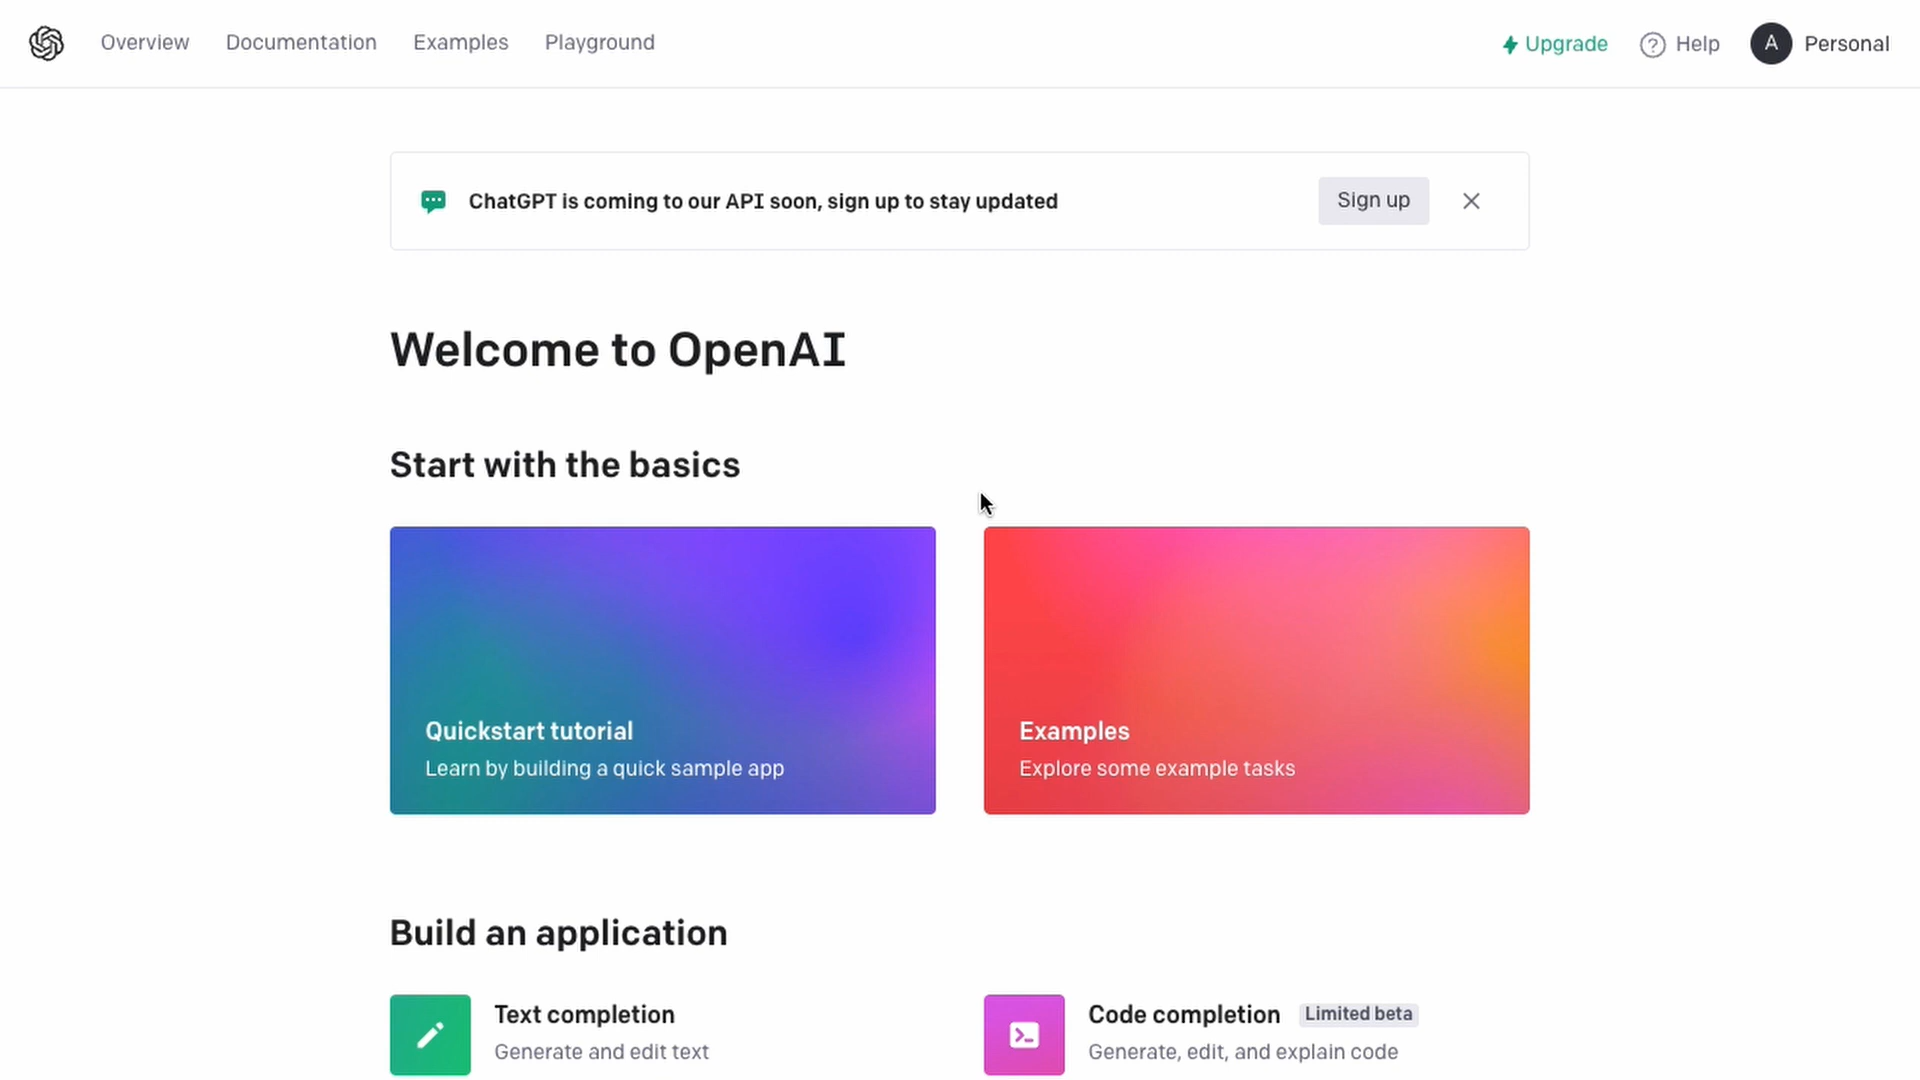 Overview Documentation Examples Playground Upgrade Help A Personal
ChatGPT is coming to our API soon, sign up to stay updated Sign up
Welcome to OpenAI
Start with the basics
Quickstart tutorial
Learn by building a quick sample app
Examples
Explore some example tasks
Build an application
Text completion
Generate and edit text
Code completion Limited beta
Generate, edit, and explain code